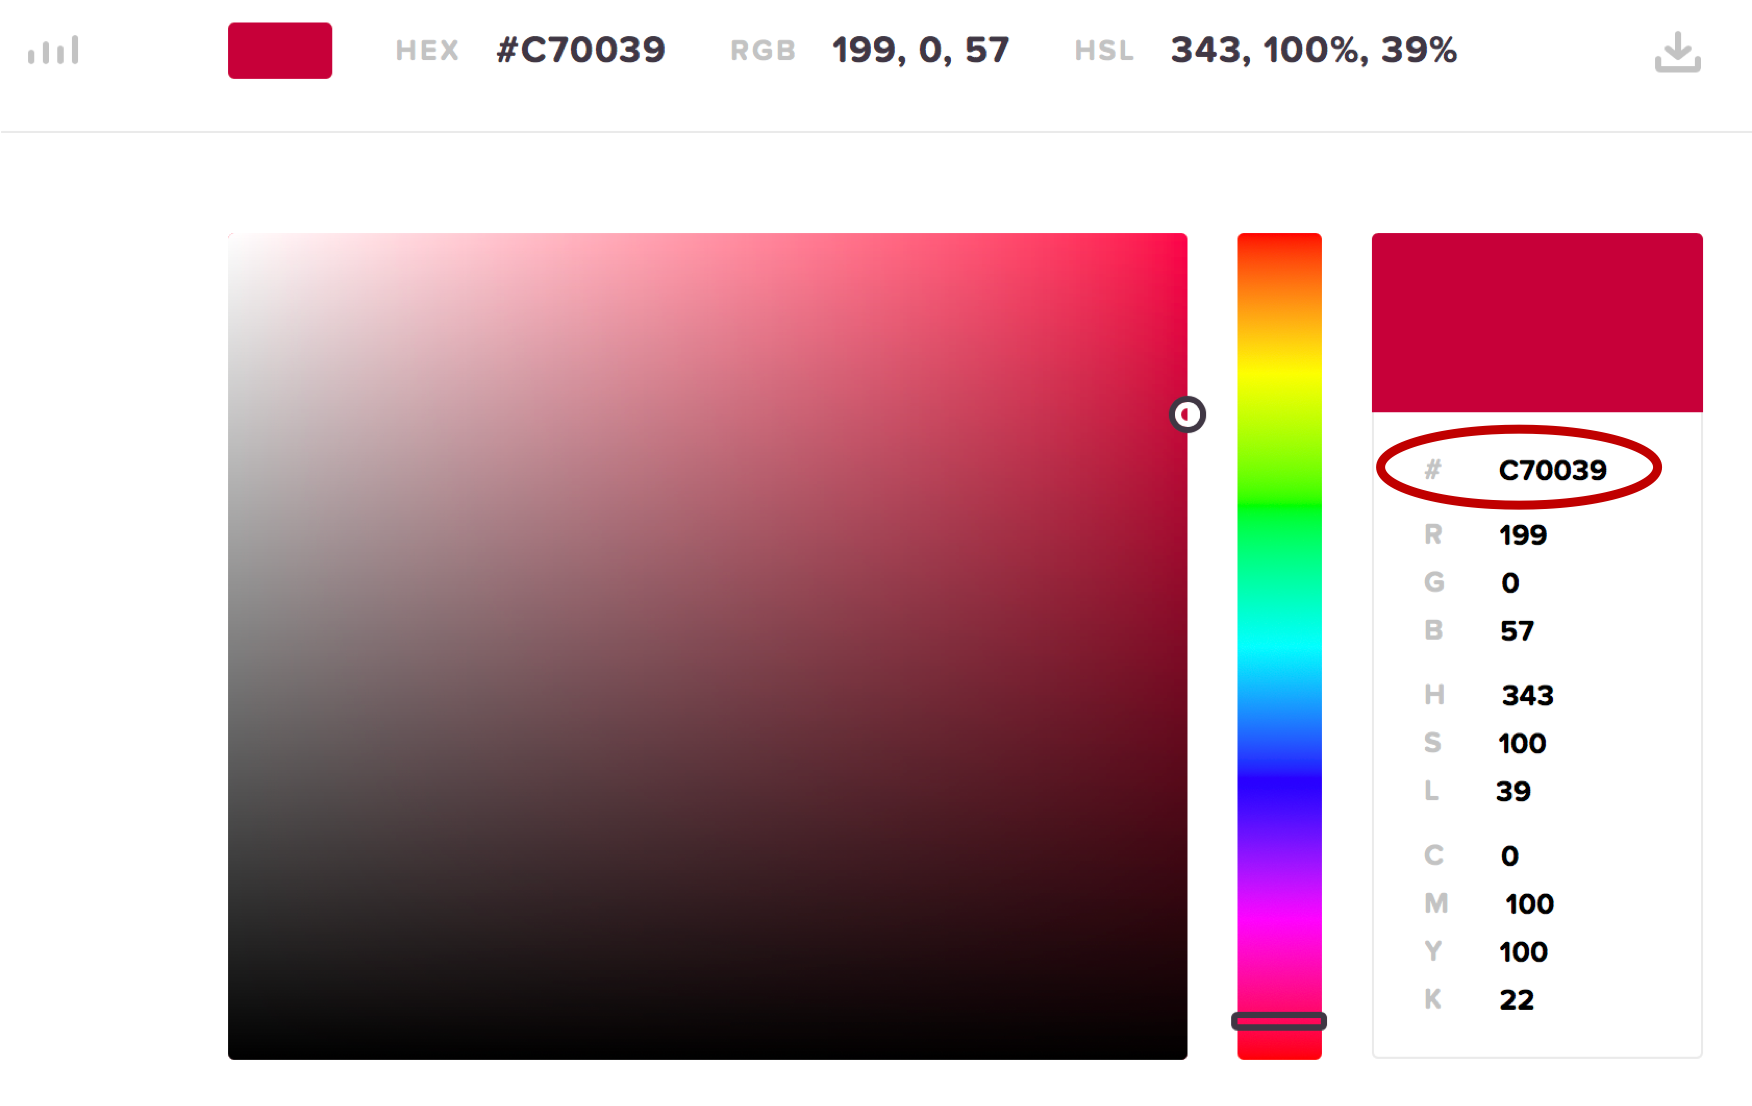 HEX #C70039 RGB 199, 0, 57 HSL 343, 100%, 39%
# C70039
R 199
G 0
B 57
H 343
S 100
L 39
C 0
M 100
Y 100
K 22